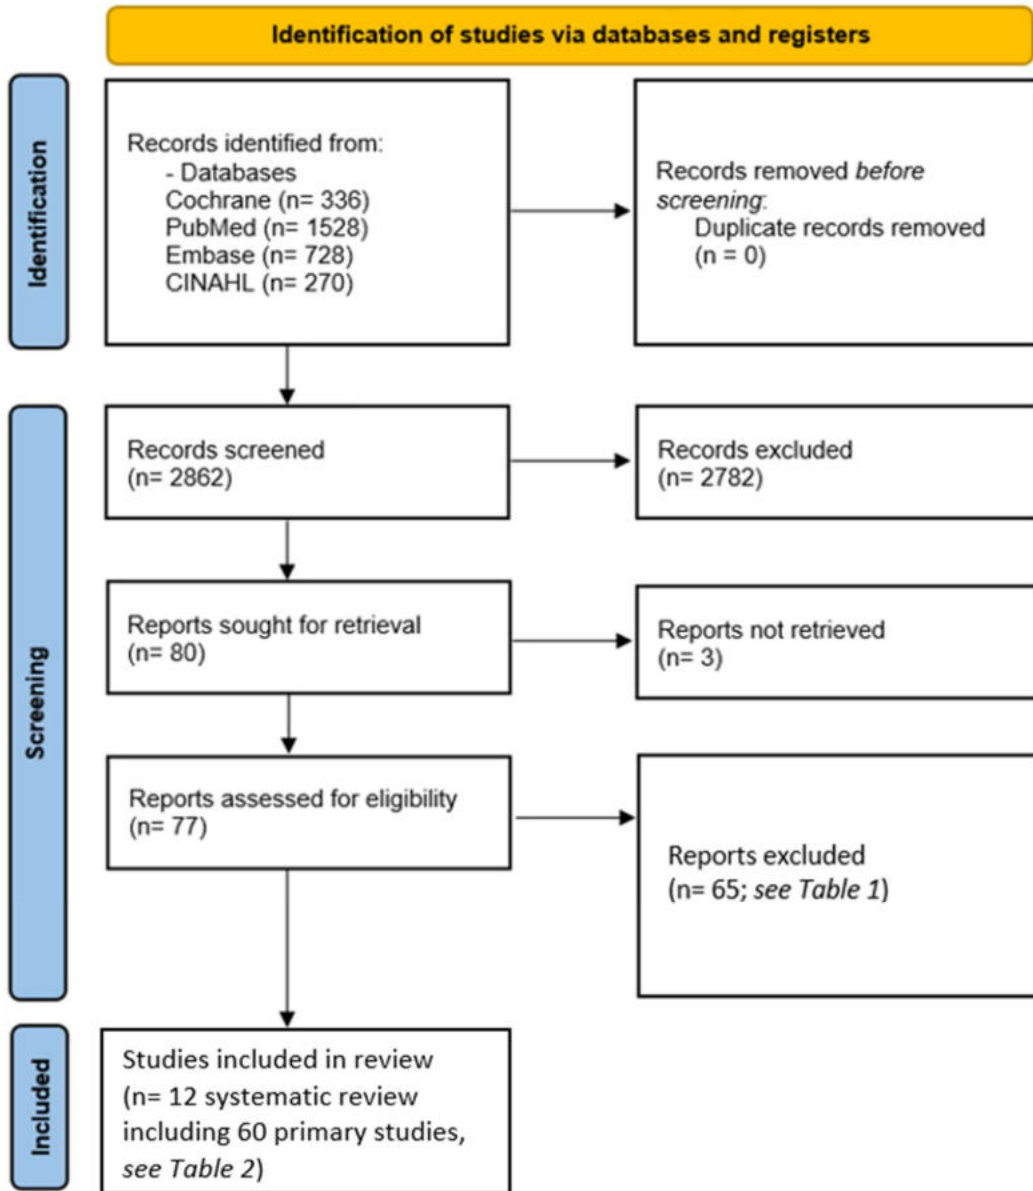 Identification of studies via databases and registers
Identification
Records identified from:
- Databases
Cochrane (n= 336)
PubMed (n= 1528)
Embase (n= 728)
CINAHL (n= 270)
Records removed before
screening:
Duplicate records removed
(n = 0)
Screening
Records screened
(n= 2862)
Records excluded
(n= 2782)
Reports sought for retrieval
(n= 80)
Reports not retrieved
(n= 3)
Reports assessed for eligibility
(n= 77)
Reports excluded
(n= 65; see Table 1)
Included
Studies included in review
(n= 12 systematic review
including 60 primary studies,
see Table 2)